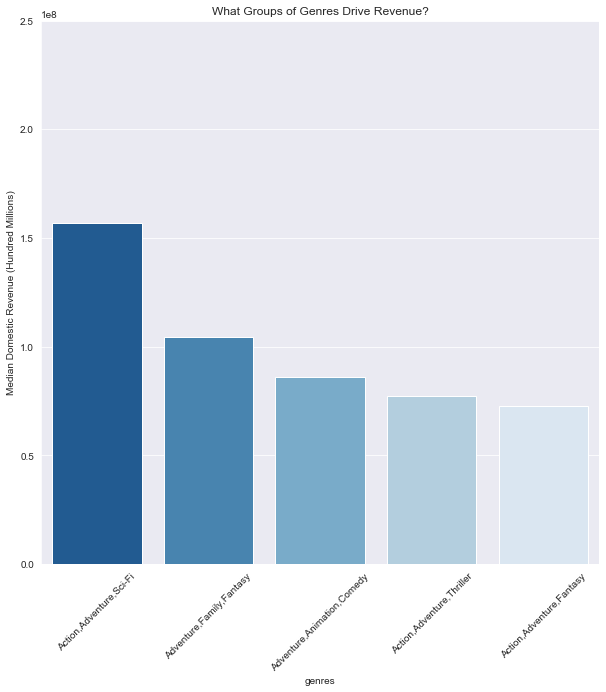 What Groups of Genres Drive Revenue?
1e8
2.5
2.0
1.5
1.0
0.5
0.0
Median Domestic Revenue (Hundred Millions)
Action,Adventure,Sci-Fi
Adventure,Family,Fantasy
Adventure,Animation,Comedy
Action,Adventure,Thriller
Action,Adventure,Fantasy
genres